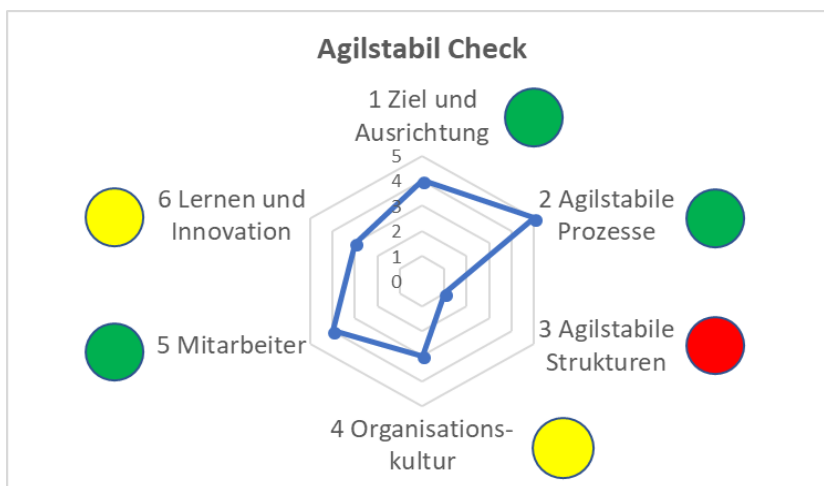 Agilstabil Check
1 Ziel und
Ausrichtung
5
4
3
2
1
0
2 Agilstabile
Prozesse
3 Agilstabile
Strukturen
4 Organisations-
kultur
5 Mitarbeiter
6 Lernen und
Innovation